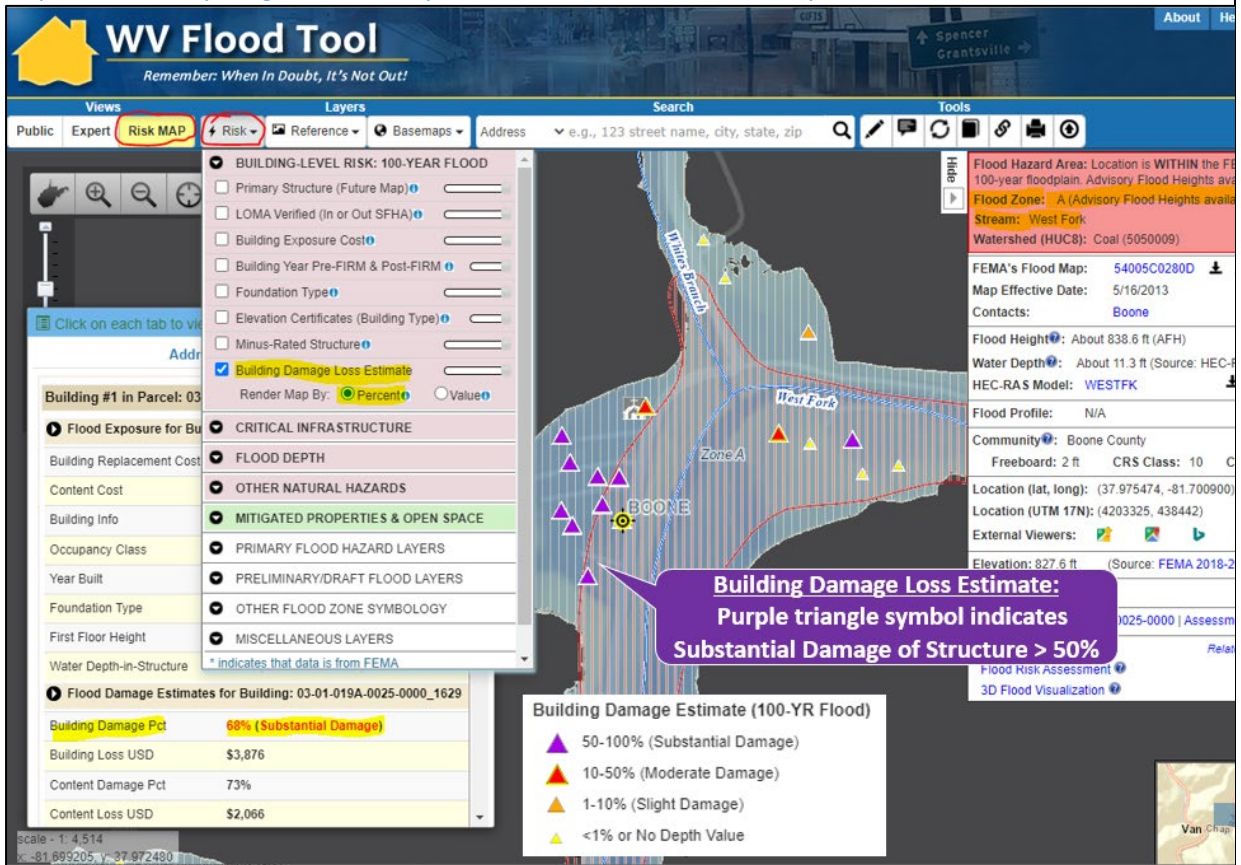 WV Flood Tool
Remember: When In Doubt, It's Not Out!
GIFTS
Spencer
Grantsville
About
Views Layers Search Tools
Public Expert Risk MAP Risk Reference Basemaps Address e.g., 123 street name, city, state, zip
BUILDING-LEVEL RISK: 100-YEAR FLOOD
Primary Structure (Future Map)
LOMA Verified (In or Out SFHA)
Building Exposure Cost
Building Year Pre-FIRM & Post-FIRM
Foundation Type
Elevation Certificates (Building Type)
Minus-Rated Structure
Building Damage Loss Estimate
Render Map By: Percent Value
CRITICAL INFRASTRUCTURE
FLOOD DEPTH
OTHER NATURAL HAZARDS
MITIGATED PROPERTIES & OPEN SPACE
PRIMARY FLOOD HAZARD LAYERS
PRELIMINARY/DRAFT FLOOD LAYERS
OTHER FLOOD ZONE SYMBOLOGY
MISCELLANEOUS LAYERS
* indicates that data is from FEMA
Click on each tab to
Building #1 in Parcel: 03
Flood Exposure for
Building Replacement Cost
Content Cost
Building Info
Occupancy Class
Year Built
Foundation Type
First Floor Height
Water Depth-in-Structure
Flood Damage Estimates for Building: 03-01-019A-0025-0000_1629
Building Damage Pct 68% (Substantial Damage)
Building Loss USD $3,876
Content Damage Pct 73%
Content Loss USD $2,066
scale - 1: 4,514
x: -81.699205, y: 37.972480
Whites Branch
West Fork
Zone A
BOONE
Building Damage Loss Estimate:
Purple triangle symbol indicates
Substantial Damage of Structure > 50%
Building Damage Estimate (100-YR Flood)
50-100% (Substantial Damage)
10-50% (Moderate Damage)
1-10% (Slight Damage)
<1% or No Depth Value
Hide
Flood Hazard Area: Location is WITHIN the
100-year floodplain. Advisory Flood Heights
Flood Zone: A (Advisory Flood Heights
Stream: West Fork
Watershed (HUC8): Coal (5050009)
FEMA's Flood Map: 54005C0280D
Map Effective Date: 5/16/2013
Contacts: Boone
Flood Height: About 838.6 ft (AFH)
Water Depth: About 11.3 ft (Source:
HEC-RAS Model: WESTFK
Flood Profile: N/A
Community: Boone County
Freeboard: 2 ft CRS Class: 10
Location (lat, long): (37.975474, -81.700900)
Location (UTM 17N): (4203325, 438442)
External Viewers:
Elevation: 827.6 ft (Source: FEMA
0025-0000 |
Flood Risk Assessment
3D Flood Visualization
Van